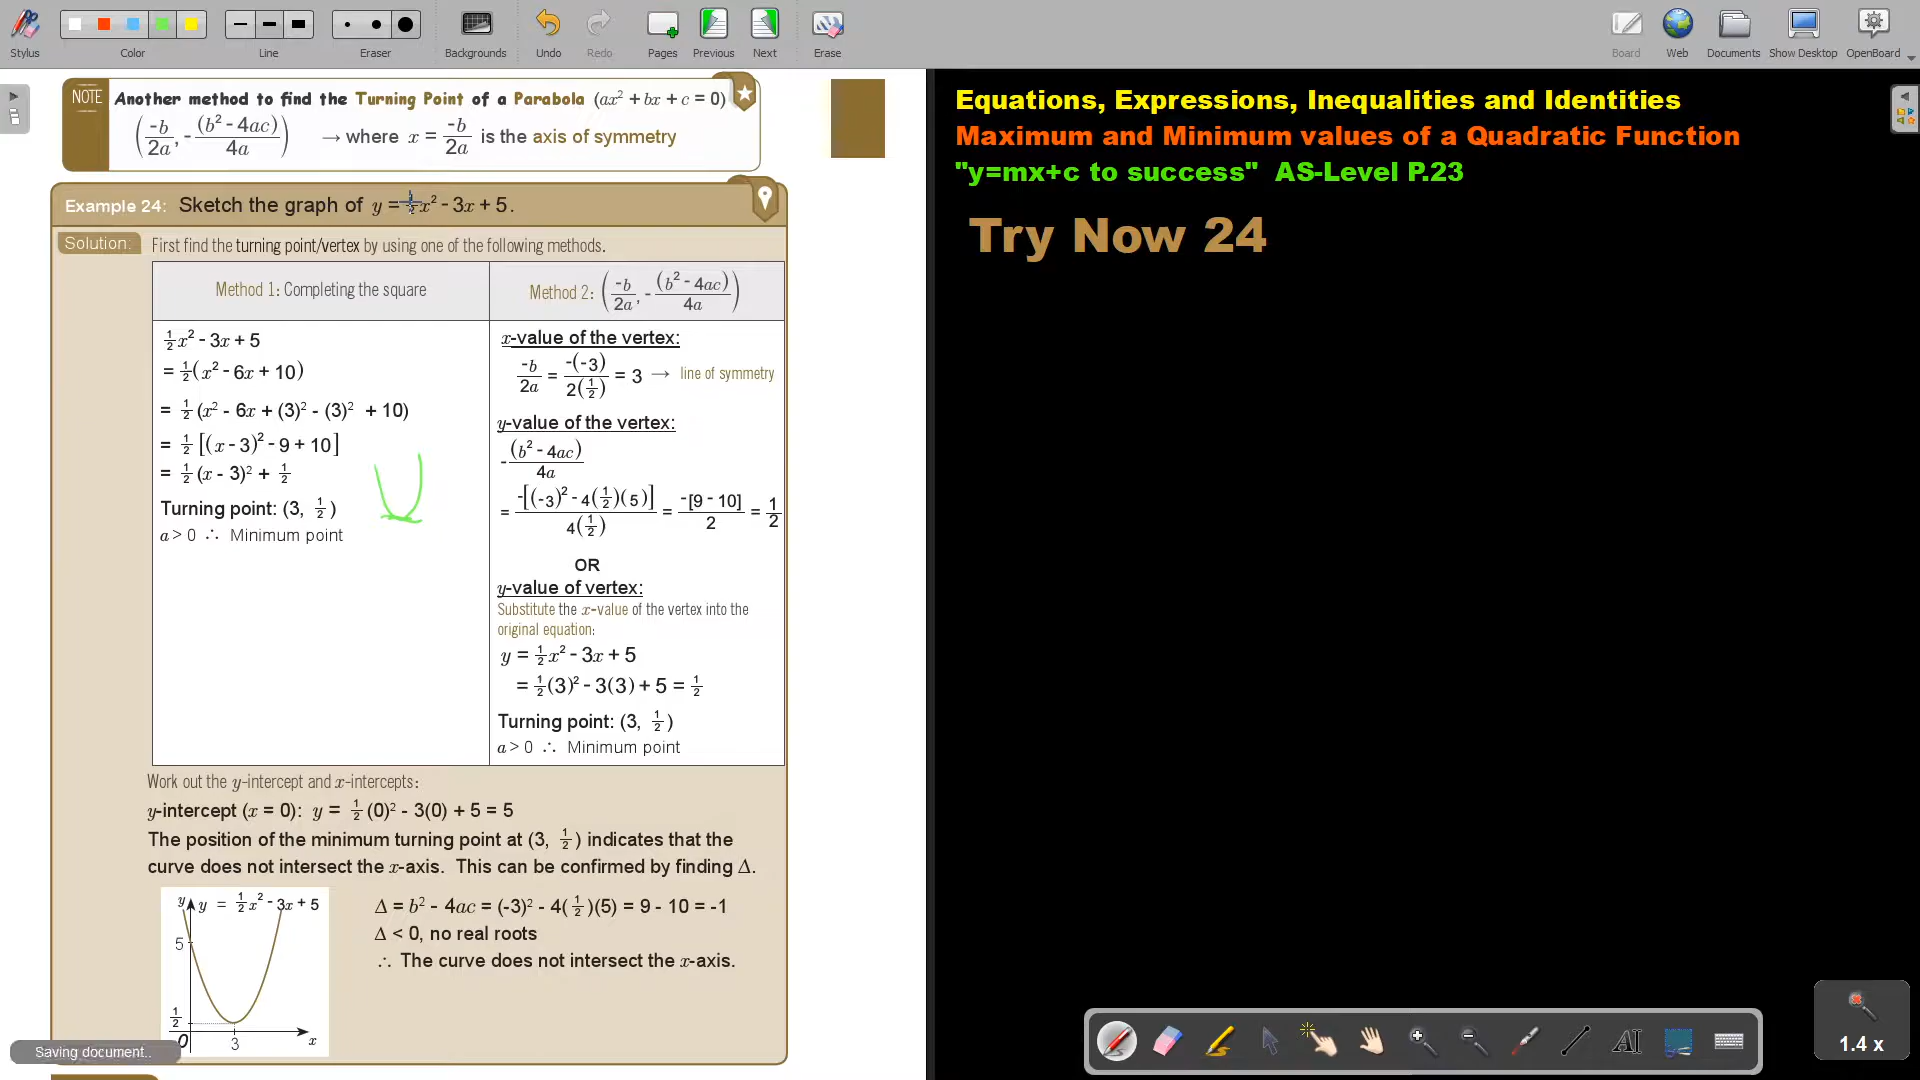 Stylus Color Line Eraser Backgrounds Undo Redo Pages Previous Next Erase Board Web Documents Show Desktop OpenBoard
NOTE Another method to find the Turning Point of a Parabola (ax² + bx + c = 0)
(-b/2a, -(b² - 4ac)/4a) → where x = -b/2a is the axis of symmetry
Example 24: Sketch the graph of y = ½x² - 3x + 5.
Solution: First find the turning point/vertex by using one of the following methods.
Method 1: Completing the square
½x² - 3x + 5
= ½(x² - 6x + 10)
= ½(x² - 6x + (3)² - (3)² + 10)
= ½[(x - 3)² - 9 + 10]
= ½(x - 3)² + ½
Turning point: (3, ½)
a > 0 ∴ Minimum point
Method 2: (-b/2a, -(b² - 4ac)/4a)
x-value of the vertex:
-b/2a = -(-3)/2(½) = 3 → line of symmetry
y-value of the vertex:
-(b² - 4ac)/4a
= -[(-3)² - 4(½)(5)]/4(½) = -[9 - 10]/2 = 1/2
OR
y-value of vertex:
Substitute the x-value of the vertex into the
original equation:
y = ½x² - 3x + 5
= ½(3)² - 3(3) + 5 = ½
Turning point: (3, ½)
a > 0 ∴ Minimum point
Work out the y-intercept and x-intercepts:
y-intercept (x = 0): y = ½(0)² - 3(0) + 5 = 5
The position of the minimum turning point at (3, ½) indicates that the
curve does not intersect the x-axis. This can be confirmed by finding Δ.
y y = ½x² - 3x + 5
5
½
O 3 x
Δ = b² - 4ac = (-3)² - 4(½)(5) = 9 - 10 = -1
Δ < 0, no real roots
∴ The curve does not intersect the x-axis.
Saving document..
Equations, Expressions, Inequalities and Identities
Maximum and Minimum values of a Quadratic Function
"y=mx+c to success" AS-Level P.23
Try Now 24
AI
1.4 x